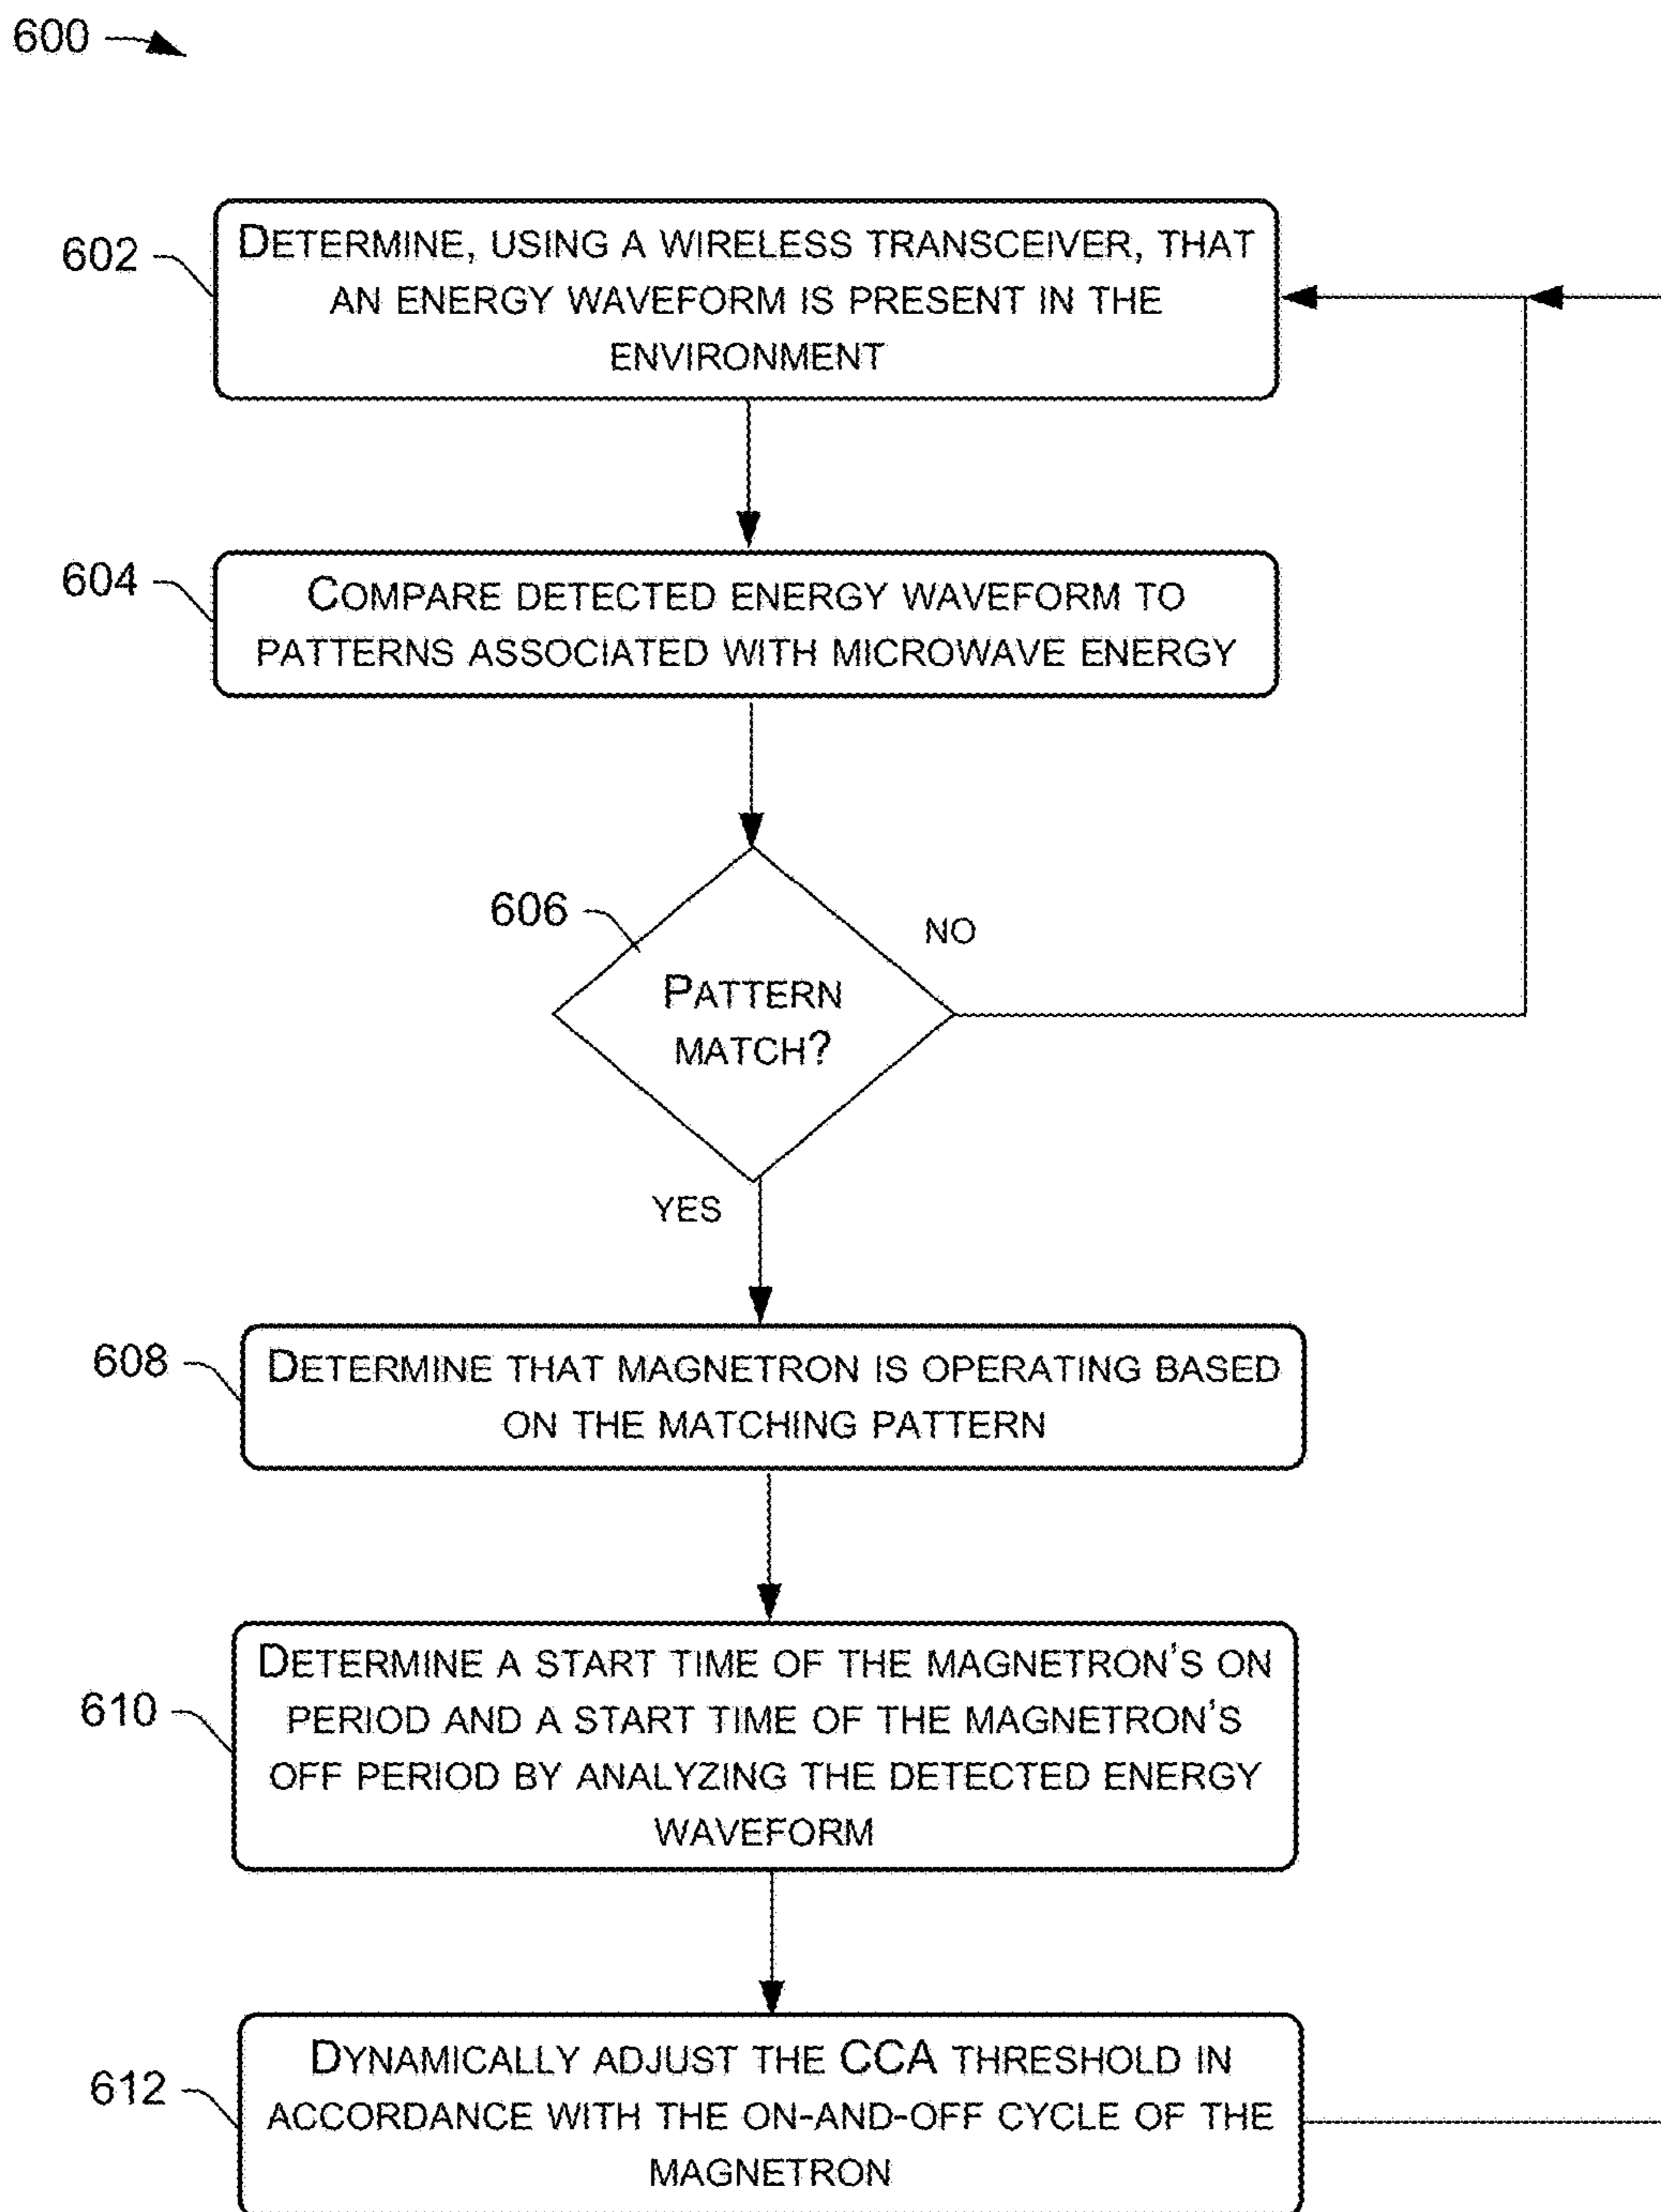 600
602
DETERMINE, USING A WIRELESS TRANSCEIVER, THAT
AN ENERGY WAVEFORM IS PRESENT IN THE
ENVIRONMENT
604
COMPARE DETECTED ENERGY WAVEFORM TO
PATTERNS ASSOCIATED WITH MICROWAVE ENERGY
606
NO
PATTERN
MATCH?
YES
608
DETERMINE THAT MAGNETRON IS OPERATING BASED
ON THE MATCHING PATTERN
610
DETERMINE A START TIME OF THE MAGNETRON'S ON
PERIOD AND A START TIME OF THE MAGNETRON'S
OFF PERIOD BY ANALYZING THE DETECTED ENERGY
WAVEFORM
612
DYNAMICALLY ADJUST THE CCA THRESHOLD IN
ACCORDANCE WITH THE ON-AND-OFF CYCLE OF THE
MAGNETRON